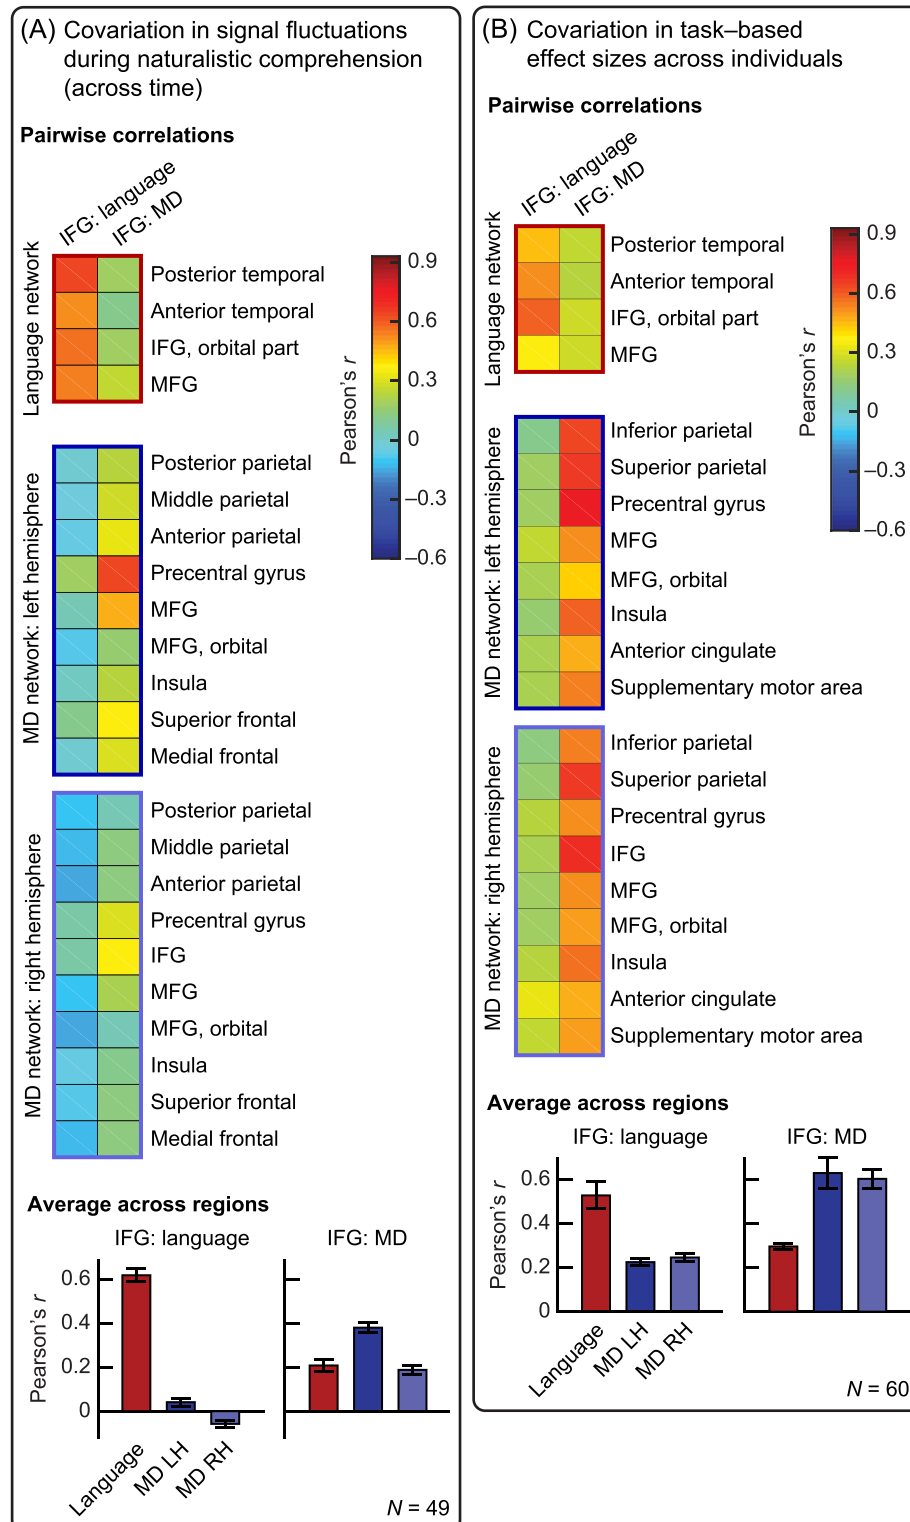 (A) Covariation in signal fluctuations
during naturalistic comprehension
(across time)
Pairwise correlations
IFG: language
IFG: MD
Language network
Posterior temporal
Anterior temporal
IFG, orbital part
MFG
Pearson's r
0.9
0.6
0.3
0
–0.3
–0.6
MD network: left hemisphere
Posterior parietal
Middle parietal
Anterior parietal
Precentral gyrus
MFG
MFG, orbital
Insula
Superior frontal
Medial frontal
MD network: right hemisphere
Posterior parietal
Middle parietal
Anterior parietal
Precentral gyrus
IFG
MFG
MFG, orbital
Insula
Superior frontal
Medial frontal
Average across regions
IFG: language
IFG: MD
Pearson's r
0.6
0.4
0.2
0
Language
MD LH
MD RH
N = 49
(B) Covariation in task–based
effect sizes across individuals
Pairwise correlations
IFG: language
IFG: MD
Language network
Posterior temporal
Anterior temporal
IFG, orbital part
MFG
Pearson's r
0.9
0.6
0.3
0
–0.3
–0.6
MD network: left hemisphere
Inferior parietal
Superior parietal
Precentral gyrus
MFG
MFG, orbital
Insula
Anterior cingulate
Supplementary motor area
MD network: right hemisphere
Inferior parietal
Superior parietal
Precentral gyrus
IFG
MFG
MFG, orbital
Insula
Anterior cingulate
Supplementary motor area
Average across regions
IFG: language
IFG: MD
Pearson's r
0.6
0.4
0.2
0
Language
MD LH
MD RH
N = 60